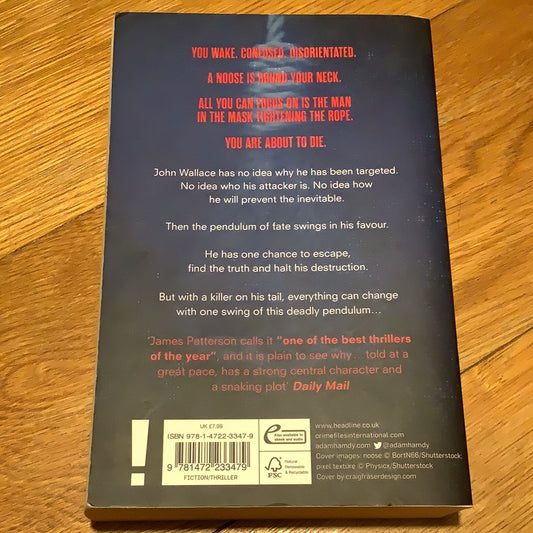 YOU WAKE. CONFUSED. DISORIENTATED.
A NOOSE IS ROUND YOUR NECK.
ALL YOU CAN FOCUS ON IS THE MAN
IN THE MASK TIGHTENING THE ROPE.
YOU ARE ABOUT TO DIE.
John Wallace has no idea why he has been targeted.
No idea who his attacker is. No idea how
he will prevent the inevitable.
Then the pendulum of fate swings in his favour.
He has one chance to escape,
find the truth and halt his destruction.
But with a killer on his tail, everything can change
with one swing of this deadly pendulum…
'James Patterson calls it "one of the best thrillers
of the year", and it is plain to see why… told at a
great pace, has a strong central character and
a snaking plot' Daily Mail
!
UK £7.99
ISBN 978-1-4722-3347-9
9 781472 233479
FICTION/THRILLER
e
Also available as
ebook and audio
FSC
Natural,
Renewable
& Recyclable
www.headline.co.uk
crimefilesinternational.com
adamhamdy.com @adamhamdy
Cover images: noose © BortN66/Shutterstock;
pixel texture © Physicx/Shutterstock
Cover by craigfraserdesign.com